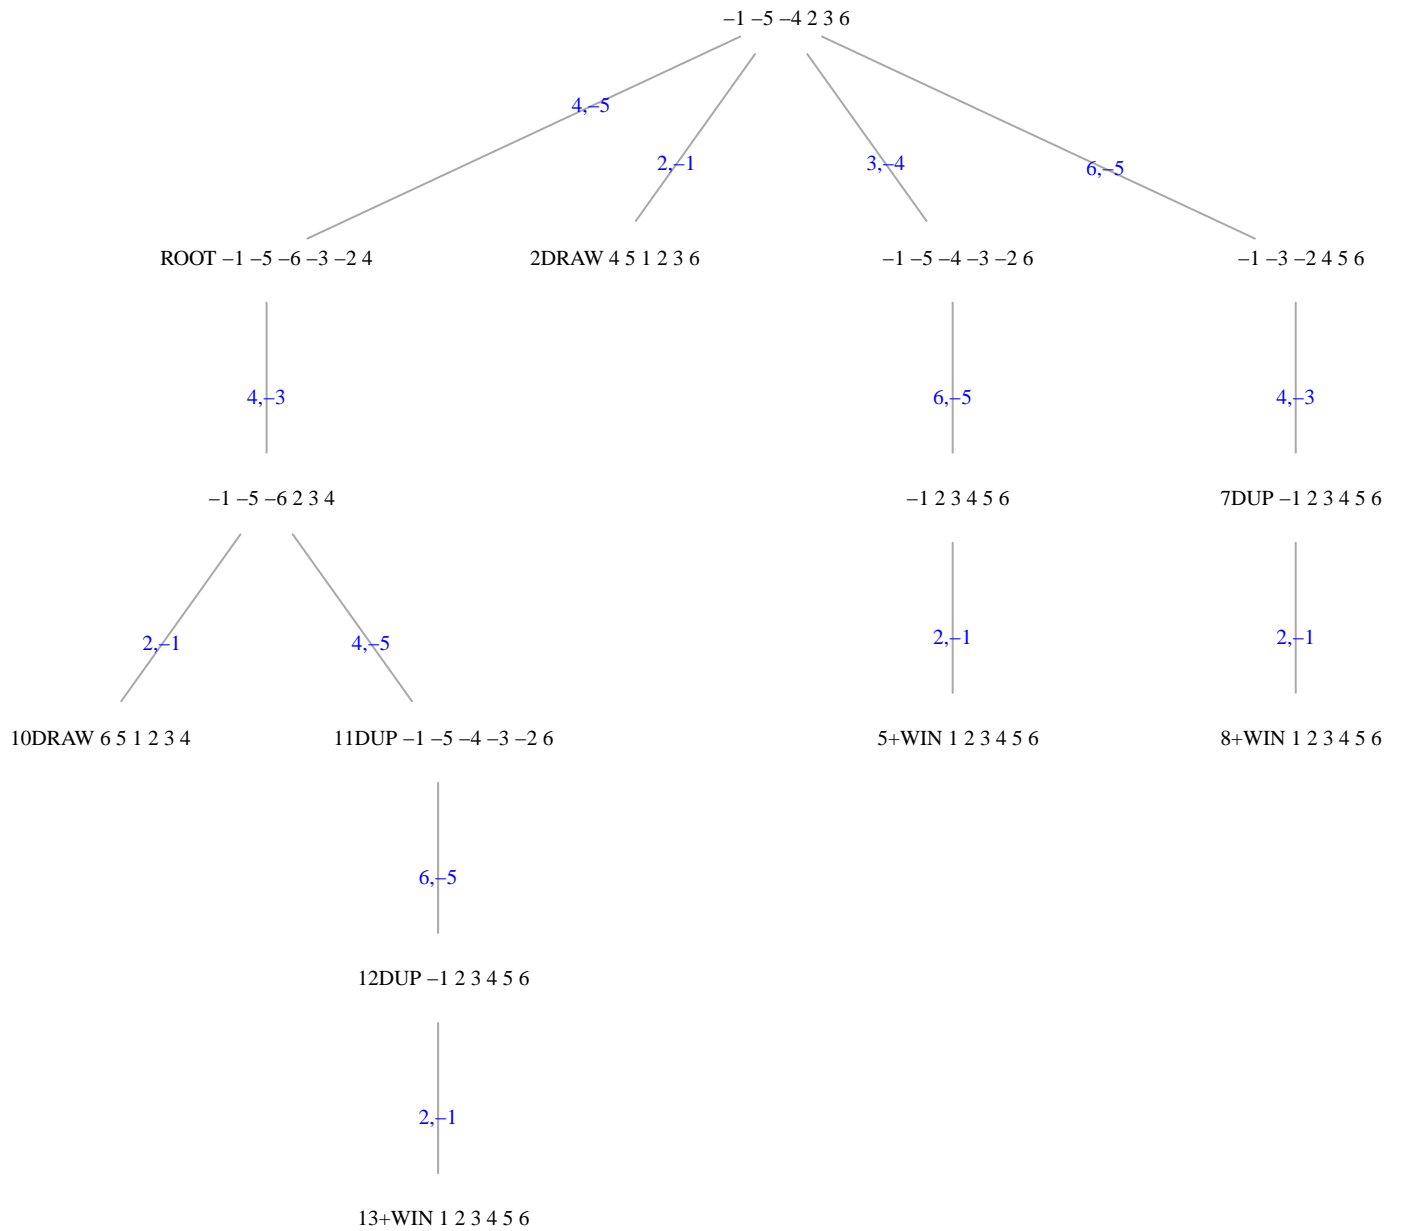 –1 –5 –4 2 3 6
4,–5
2,–1
3,–4
6,–5
ROOT –1 –5 –6 –3 –2 4
2DRAW 4 5 1 2 3 6
–1 –5 –4 –3 –2 6
–1 –3 –2 4 5 6
4,–3
6,–5
4,–3
–1 –5 –6 2 3 4
–1 2 3 4 5 6
7DUP –1 2 3 4 5 6
2,–1
4,–5
2,–1
2,–1
10DRAW 6 5 1 2 3 4
11DUP –1 –5 –4 –3 –2 6
5+WIN 1 2 3 4 5 6
8+WIN 1 2 3 4 5 6
6,–5
12DUP –1 2 3 4 5 6
2,–1
13+WIN 1 2 3 4 5 6